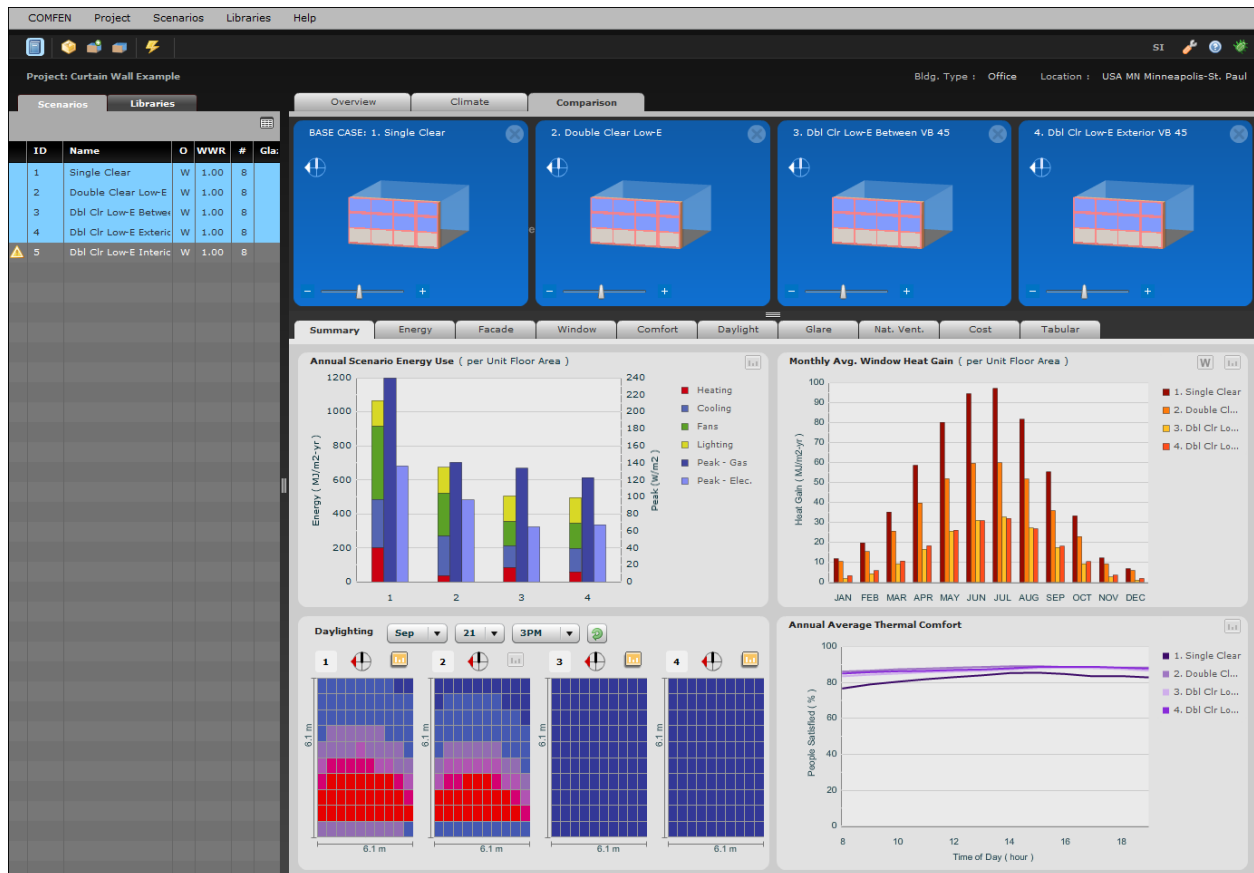 COMFEN Project Scenarios Libraries Help
SI
Project: Curtain Wall Example
Bldg. Type : Office Location : USA MN Minneapolis-St. Paul
Scenarios Libraries
ID Name O WWR # Gla:
1 Single Clear W 1.00 8
2 Double Clear Low-E W 1.00 8
3 Dbl Clr Low-E Betwee W 1.00 8
4 Dbl Clr Low-E Exteric W 1.00 8
5 Dbl Clr Low-E Interic W 1.00 8
Overview Climate Comparison
BASE CASE: 1. Single Clear
2. Double Clear Low-E
3. Dbl Clr Low-E Between VB 45
4. Dbl Clr Low-E Exterior VB 45
e
Summary Energy Facade Window Comfort Daylight Glare Nat. Vent. Cost Tabular
Annual Scenario Energy Use ( per Unit Floor Area )
Energy ( MJ/m2-yr )
1200
1000
800
600
400
200
0
1 2 3 4
240
220
200
180
160
140
120
100
80
60
40
20
0
Peak (W/m2 )
Heating
Cooling
Fans
Lighting
Peak - Gas
Peak - Elec.
Monthly Avg. Window Heat Gain ( per Unit Floor Area )
W
Heat Gain ( MJ/m2-yr )
100
90
80
70
60
50
40
30
20
10
0
JAN FEB MAR APR MAY JUN JUL AUG SEP OCT NOV DEC
1. Single Clear
2. Double Cl...
3. Dbl Clr Lo...
4. Dbl Clr Lo...
Daylighting Sep 21 3PM
1 2 3 4
6.1 m 6.1 m 6.1 m 6.1 m
6.1 m 6.1 m 6.1 m 6.1 m
Annual Average Thermal Comfort
People Satisfied ( % )
100
80
60
40
20
0
8 10 12 14 16 18
Time of Day ( hour )
1. Single Clear
2. Double Cl...
3. Dbl Clr Lo...
4. Dbl Clr Lo...